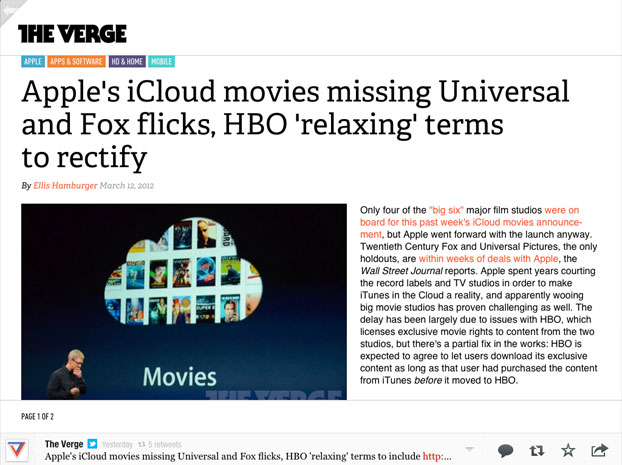 THE VERGE
APPLE APPS & SOFTWARE HD & HOME MOBILE
Apple's iCloud movies missing Universal
and Fox flicks, HBO 'relaxing' terms
to rectify
By Ellis Hamburger March 12, 2012
Only four of the "big six" major film studios were on
board for this past week's iCloud movies announce-
ment, but Apple went forward with the launch anyway.
Twentieth Century Fox and Universal Pictures, the only
holdouts, are within weeks of deals with Apple, the
Wall Street Journal reports. Apple spent years courting
the record labels and TV studios in order to make
iTunes in the Cloud a reality, and apparently wooing
big movie studios has proven challenging as well. The
delay has been largely due to issues with HBO, which
licenses exclusive movie rights to content from the two
studios, but there's a partial fix in the works: HBO is
expected to agree to let users download its exclusive
content as long as that user had purchased the content
from iTunes before it moved to HBO.
Movies
THE VERGE
PAGE 1 OF 2
The Verge Yesterday 5 retweets
Apple's iCloud movies missing Universal and Fox flicks, HBO 'relaxing' terms to include http:...